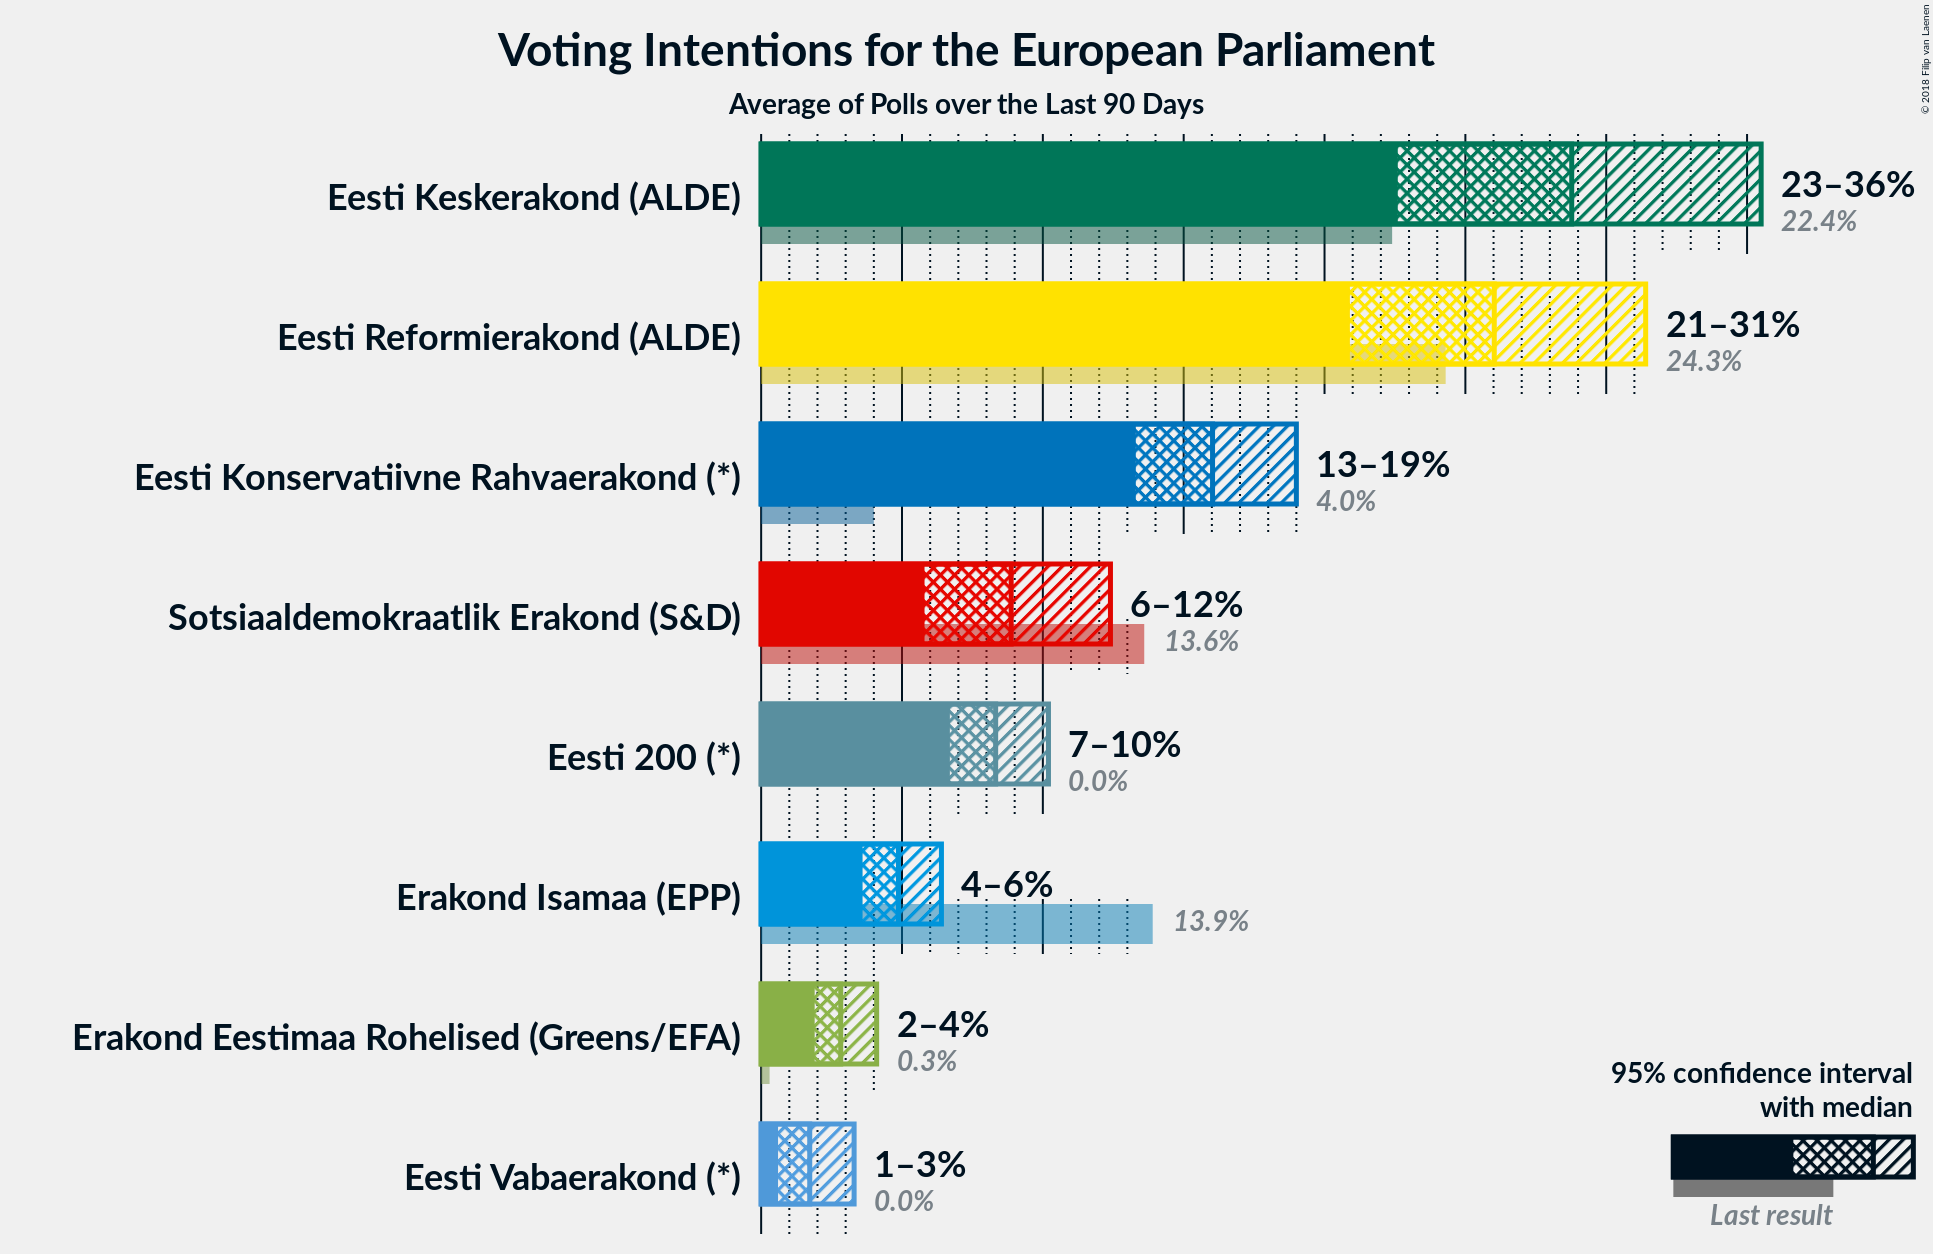 Voting Intentions for the European Parliament
Average of Polls over the Last 90 Days
© 2018 Filip van Laenen
Eesti Keskerakond (ALDE)
23–36%
22.4%
Eesti Reformierakond (ALDE)
21–31%
24.3%
Eesti Konservatiivne Rahvaerakond (*)
13–19%
4.0%
Sotsiaaldemokraatlik Erakond (S&D)
6–12%
13.6%
Eesti 200 (*)
7–10%
0.0%
Erakond Isamaa (EPP)
4–6%
13.9%
Erakond Eestimaa Rohelised (Greens/EFA)
2–4%
0.3%
Eesti Vabaerakond (*)
1–3%
0.0%
95% confidence interval
with median
Last result